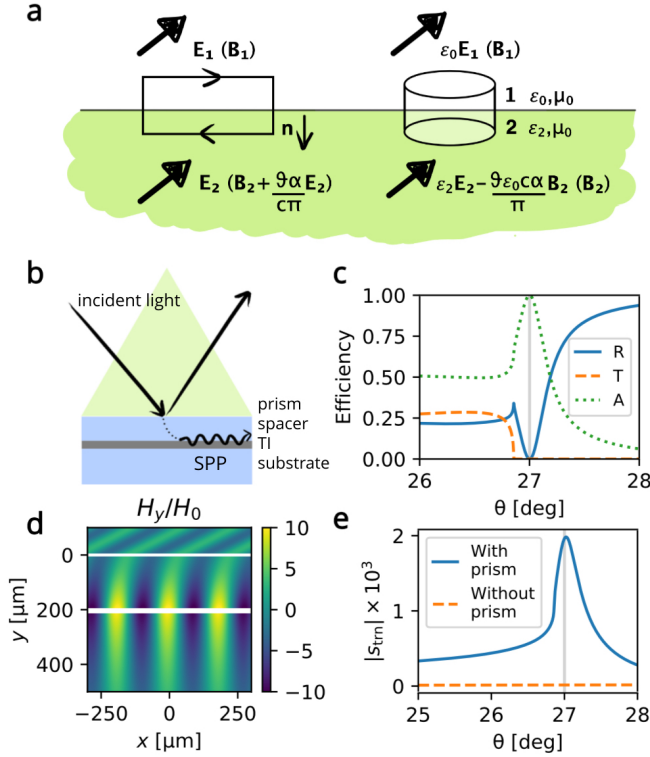 a
E₁ (B₁)
ε₀E₁ (B₁)
1 ε₀,μ₀
n
2 ε₂,μ₀
E₂ (B₂+ϑα/cπ E₂)
ε₂E₂−ϑε₀cα/π B₂ (B₂)
b
incident light
prism
spacer
TI
SPP
substrate
c
Efficiency
1.00
0.75
0.50
0.25
0.00
R
T
A
26
27
28
θ [deg]
d
H_y/H₀
y [μm]
0
200
400
−250
0
250
x [μm]
10
5
0
−5
−10
e
|s_trn| × 10³
2
1
0
With
prism
Without
prism
25
26
27
28
θ [deg]